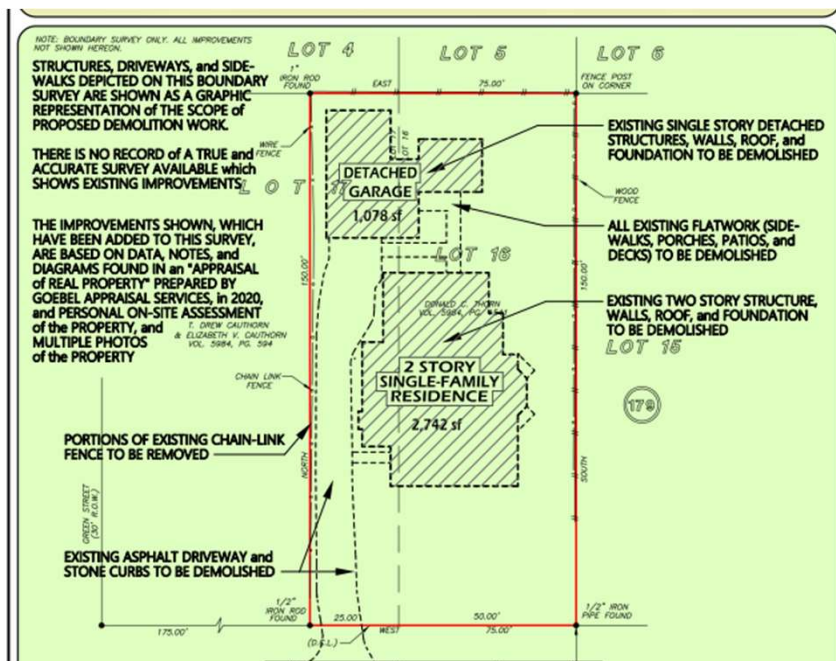 NOTE: BOUNDARY SURVEY ONLY. ALL IMPROVEMENTS
NOT SHOWN HEREON.
STRUCTURES, DRIVEWAYS, and SIDE-
WALKS DEPICTED ON THIS BOUNDARY
SURVEY ARE SHOWN AS A GRAPHIC
REPRESENTATION of THE SCOPE of
PROPOSED DEMOLITION WORK.
THERE IS NO RECORD of A TRUE and
ACCURATE SURVEY AVAILABLE which
SHOWS EXISTING IMPROVEMENTS
THE IMPROVEMENTS SHOWN, WHICH
HAVE BEEN ADDED TO THIS SURVEY,
ARE BASED ON DATA, NOTES, and
DIAGRAMS FOUND IN an "APPRAISAL
of REAL PROPERTY" PREPARED BY
GOEBEL APPRAISAL SERVICES, in 2020,
and PERSONAL ON-SITE ASSESSMENT
of the PROPERTY, and
MULTIPLE PHOTOS
of the PROPERTY
T. DREW CAUTHORN
& ELIZABETH V. CAUTHORN
VOL. 5984, PG. 594
LOT 4
LOT 5
LOT 6
1"
IRON ROD
FOUND
EAST
75.00'
FENCE POST
ON CORNER
WIRE
FENCE
LOT 17
LOT 16
DETACHED
GARAGE
1,078 sf
EXISTING SINGLE STORY DETACHED
STRUCTURES, WALLS, ROOF, and
FOUNDATION TO BE DEMOLISHED
WOOD
FENCE
LOT 17
ALL EXISTING FLATWORK (SIDE-
WALKS, PORCHES, PATIOS, and
DECKS) TO BE DEMOLISHED
LOT 16
150.00'
150.00'
DONALD C. THORN
VOL. 5984, PG.
EXISTING TWO STORY STRUCTURE,
WALLS, ROOF, and FOUNDATION
TO BE DEMOLISHED
LOT 15
2 STORY
SINGLE-FAMILY
RESIDENCE
2,742 sf
179
CHAIN LINK
FENCE
PORTIONS OF EXISTING CHAIN-LINK
FENCE TO BE REMOVED
NORTH
SOUTH
GREEN STREET
(30' R.O.W.)
EXISTING ASPHALT DRIVEWAY and
STONE CURBS TO BE DEMOLISHED
1/2"
IRON ROD
FOUND
1/2" IRON
PIPE FOUND
175.00'
25.00'
50.00'
(D.C.L.)
WEST
75.00'